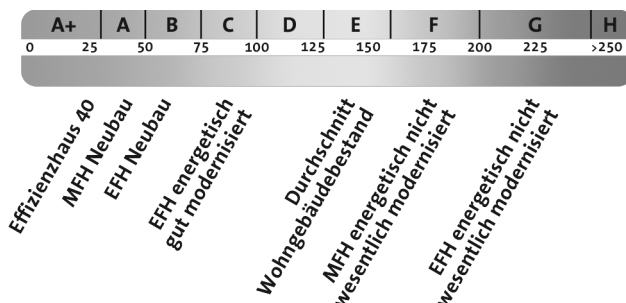 A+ A B C D E F G H
0 25 50 75 100 125 150 175 200 225 >250
Effizienzhaus 40
MFH Neubau
EFH Neubau
EFH energetisch
gut modernisiert
Durchschnitt
Wohngebäudebestand
MFH energetisch nicht
wesentlich modernisiert
EFH energetisch nicht
wesentlich modernisiert